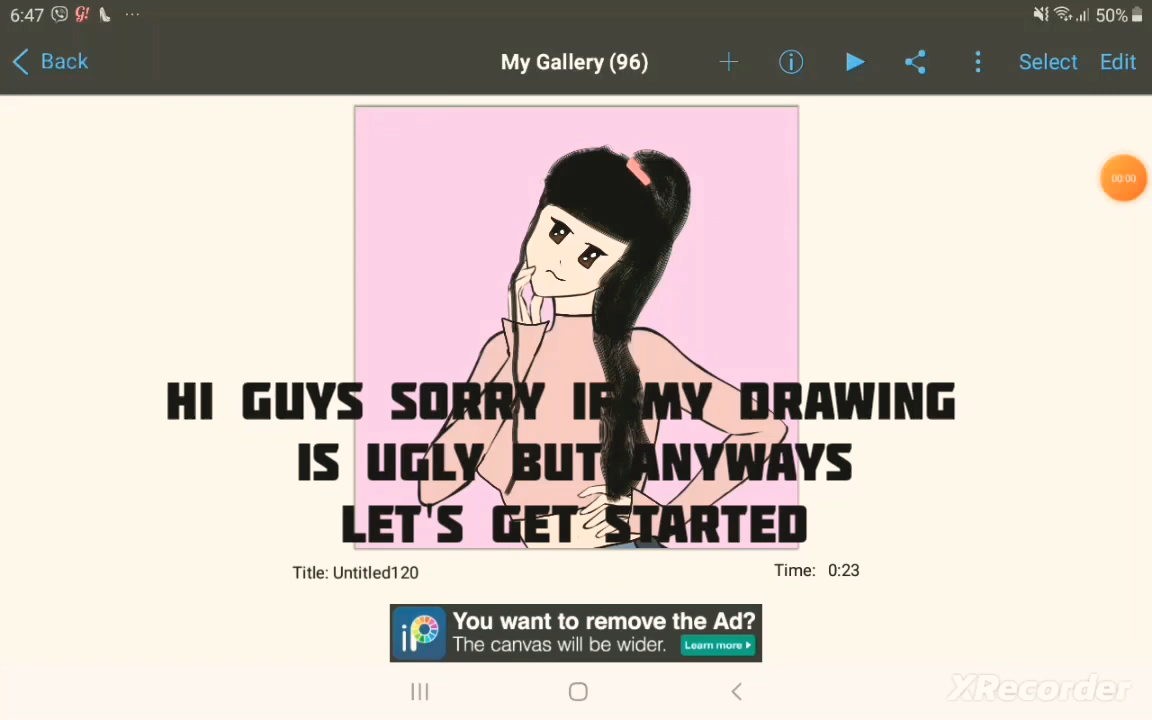 6:47 G! ... 50%
Back My Gallery (96) Select Edit
00:00
HI GUYS SORRY IF MY DRAWING
IS UGLY BUT ANYWAYS
LET'S GET STARTED
Title: Untitled120 Time: 0:23
iP You want to remove the Ad?
The canvas will be wider. Learn more
XRecorder